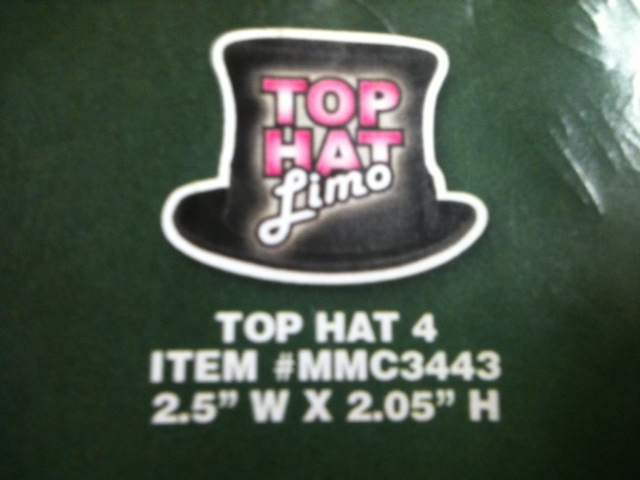 TOP
HAT
Limo
TOP HAT 4
ITEM #MMC3443
2.5” W X 2.05” H